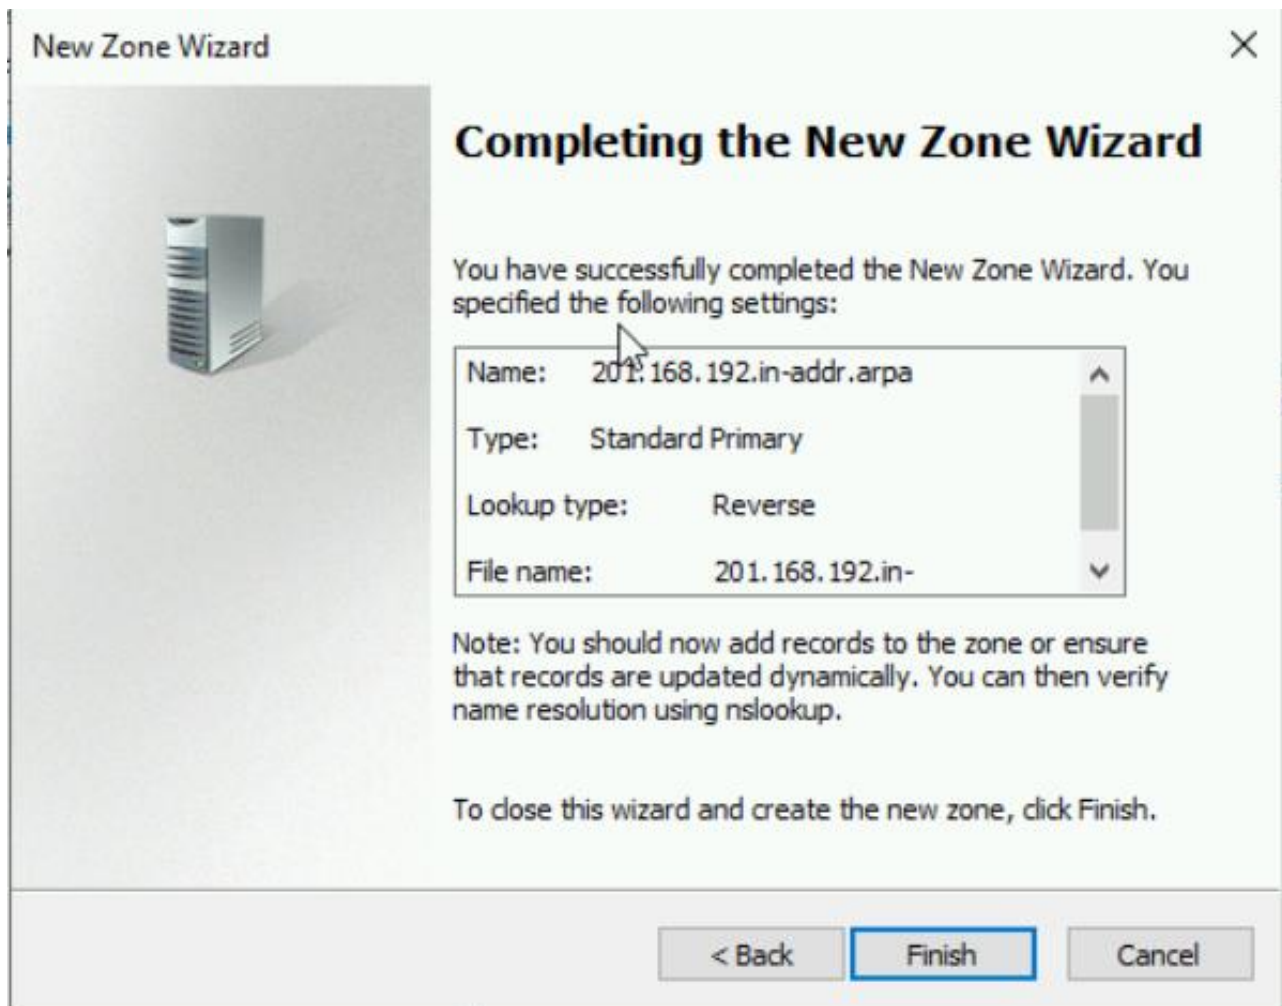 New Zone Wizard
Completing the New Zone Wizard
You have successfully completed the New Zone Wizard. You
specified the following settings:
Name: 201.168.192.in-addr.arpa
Type: Standard Primary
Lookup type: Reverse
File name: 201.168.192.in-
Note: You should now add records to the zone or ensure
that records are updated dynamically. You can then verify
name resolution using nslookup.
To close this wizard and create the new zone, click Finish.
< Back Finish Cancel